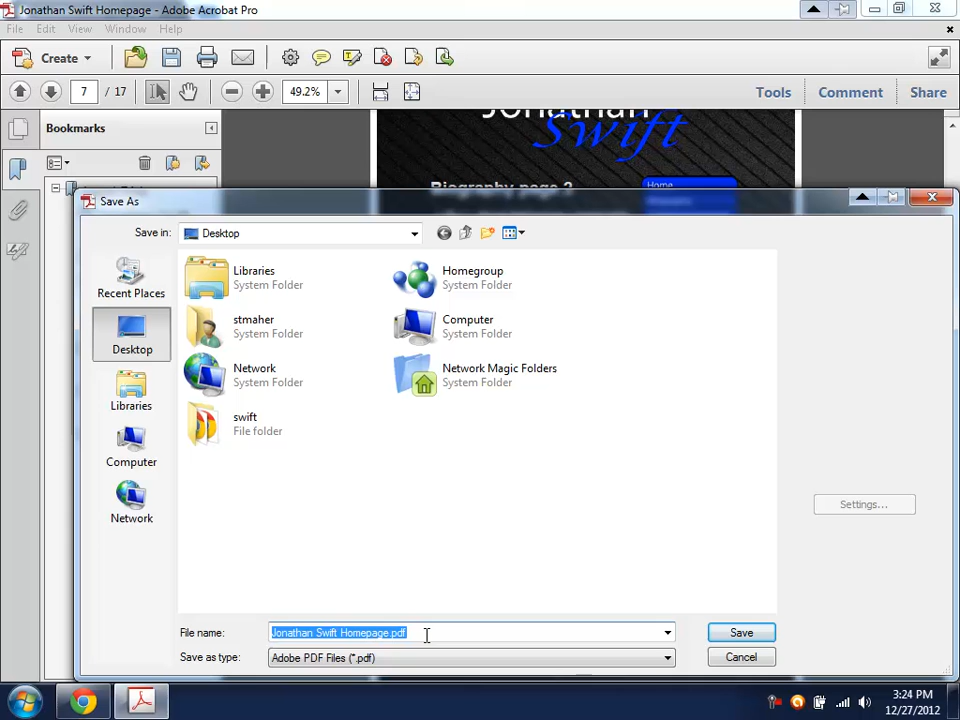 Jonathan Swift Homepage - Adobe Acrobat Pro
File Edit View Window Help
Create
7 / 17
49.2%
Tools Comment Share
Bookmarks
Jonathan
Swift
Biography page 2
Home
Save As
Save in: Desktop
Recent Places
Desktop
Libraries
Computer
Network
Libraries
System Folder
Homegroup
System Folder
stmaher
System Folder
Computer
System Folder
Network
System Folder
Network Magic Folders
System Folder
swift
File folder
Settings...
File name: Jonathan Swift Homepage.pdf
Save
Save as type: Adobe PDF Files (*.pdf)
Cancel
3:24 PM
12/27/2012